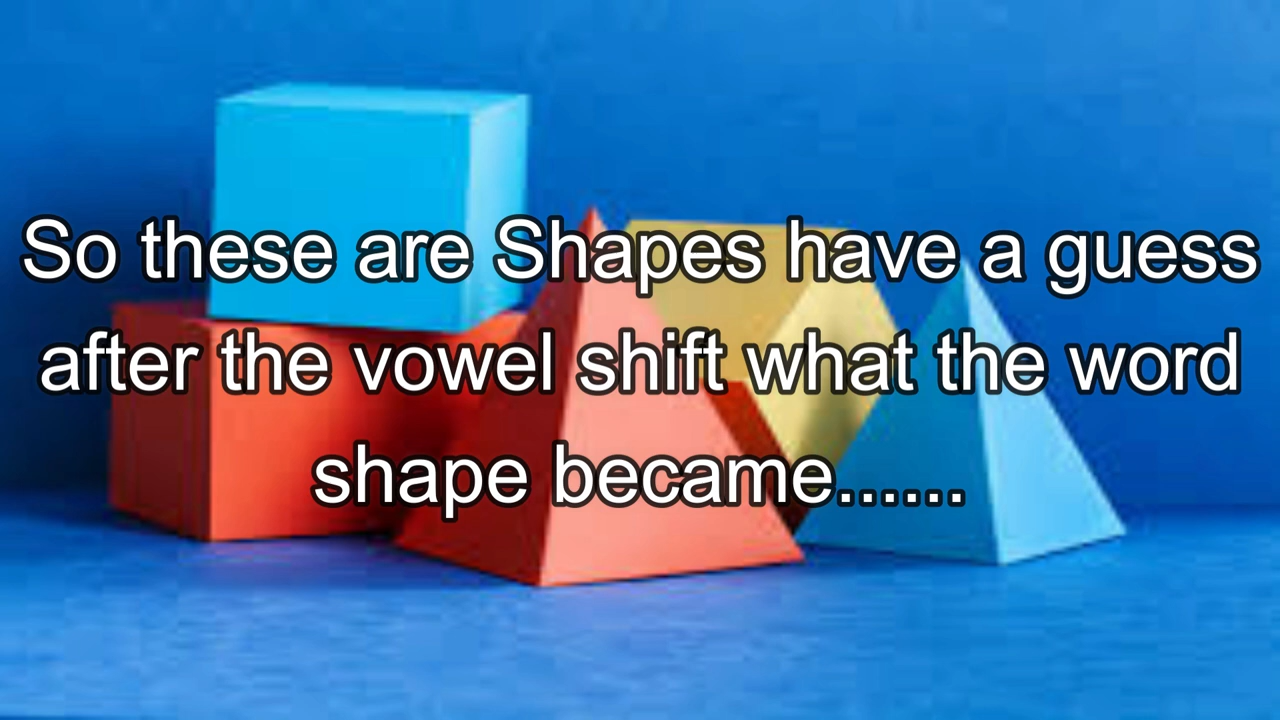 So these are Shapes have a guess
after the vowel shift what the word
shape became......